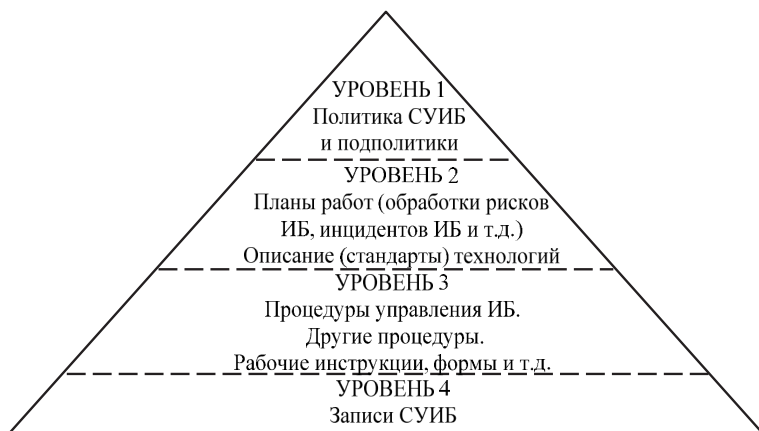 УРОВЕНЬ 1
Политика СУИБ
и подполитики
УРОВЕНЬ 2
Планы работ (обработки рисков
ИБ, инцидентов ИБ и т.д.)
Описание (стандарты) технологий
УРОВЕНЬ 3
Процедуры управления ИБ.
Другие процедуры.
Рабочие инструкции, формы и т.д.
УРОВЕНЬ 4
Записи СУИБ